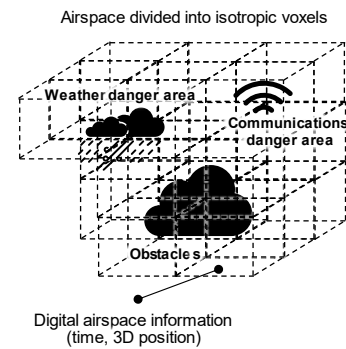 Airspace divided into isotropic voxels
Weather danger area
Communications
danger area
Obstacles
Digital airspace information
(time, 3D position)